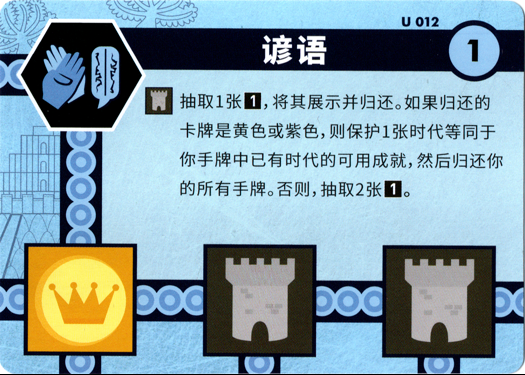 U 012
谚语
1
抽取1张1，将其展示并归还。如果归还的
卡牌是黄色或紫色，则保护1张时代等同于
你手牌中已有时代的可用成就，然后归还你
的所有手牌。否则，抽取2张1。